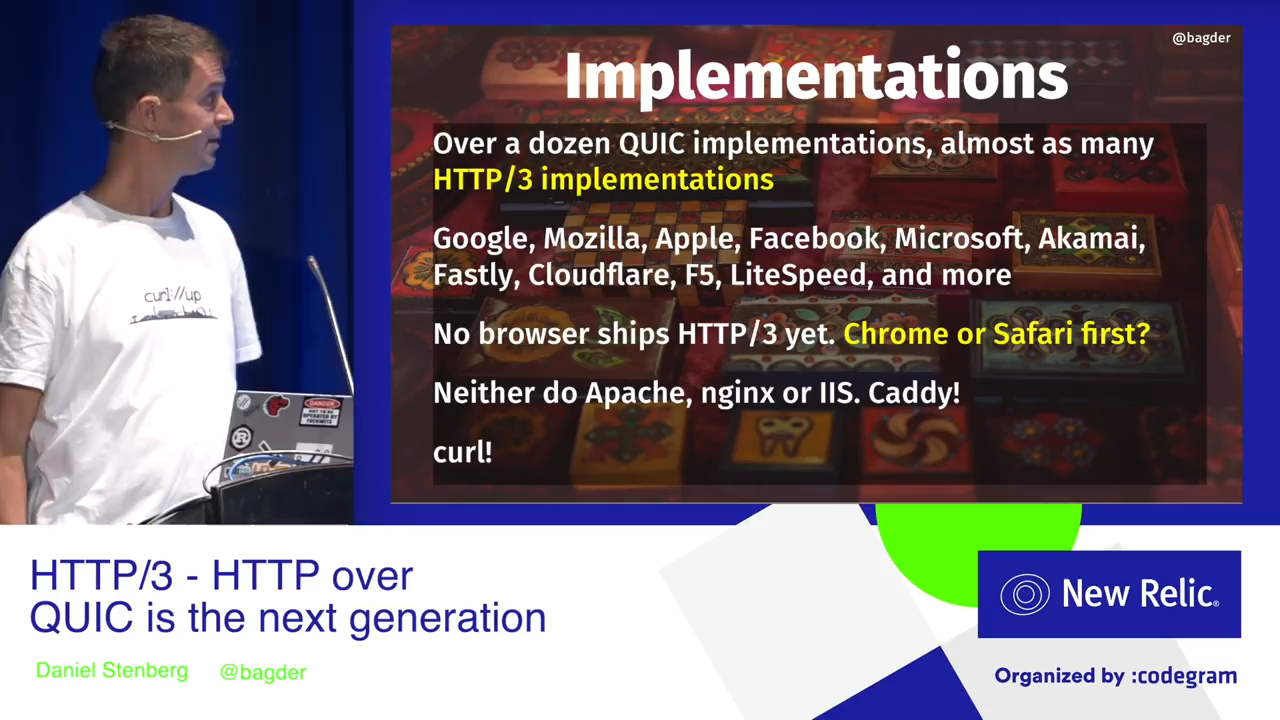 @bagder
Implementations
Over a dozen QUIC implementations, almost as many
HTTP/3 implementations
Google, Mozilla, Apple, Facebook, Microsoft, Akamai,
Fastly, Cloudflare, F5, LiteSpeed, and more
No browser ships HTTP/3 yet. Chrome or Safari first?
Neither do Apache, nginx or IIS. Caddy!
curl!
curl://up
DANGER
HTTP/3 - HTTP over
QUIC is the next generation
Daniel Stenberg @bagder
New Relic.
Organized by :codegram